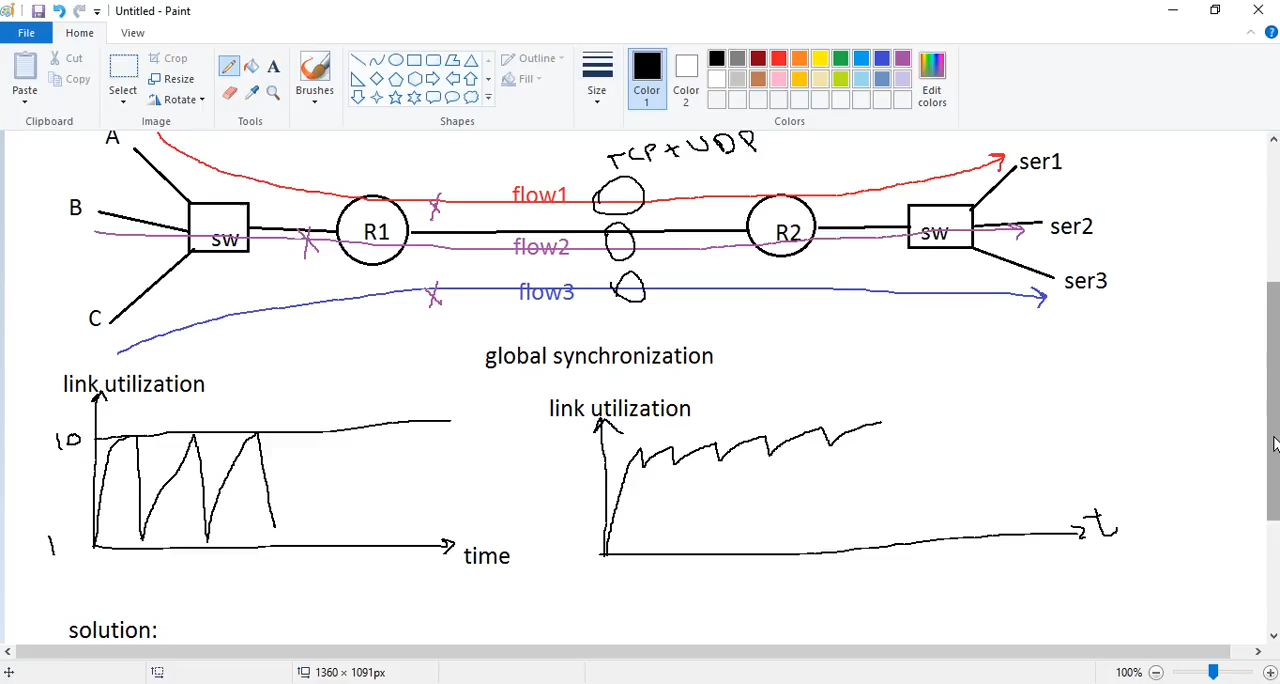 Untitled - Paint
File
Home
View
Paste
Cut
Copy
Clipboard
Select
Crop
Resize
Rotate
Image
A
Tools
Brushes
Shapes
Outline
Fill
Size
Color 1
Color 2
Edit colors
Colors
A
TCP + UDP
ser1
flow1
B
sw
R1
R2
sw
ser2
flow2
flow3
ser3
C
global synchronization
link utilization
link utilization
10
1
time
t
solution:
1360 × 1091px
100%